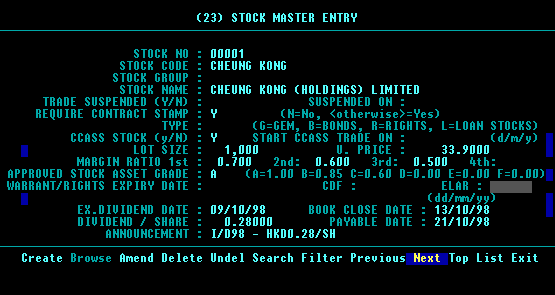 (23) STOCK MASTER ENTRY
STOCK NO : 00001
STOCK CODE : CHEUNG KONG
STOCK GROUP :
STOCK NAME : CHEUNG KONG (HOLDINGS) LIMITED
TRADE SUSPENDED (Y/N) : SUSPENDED ON :
REQUIRE CONTRACT STAMP : Y (N=No, <otherwise>=Yes)
TYPE : (G=GEM, B=BONDS, R=RIGHTS, L=LOAN STOCKS)
CCASS STOCK (y/N) : Y START CCASS TRADE ON : (d/m/y)
LOT SIZE : 1,000 U. PRICE : 33.9000
MARGIN RATIO 1st : 0.700 2nd: 0.600 3rd: 0.500 4th:
APPROVED STOCK ASSET GRADE : A (A=1.00 B=0.85 C=0.60 D=0.00 E=0.00 F=0.00)
WARRANT/RIGHTS EXPIRY DATE : CDF : ELAR :
(dd/mm/yy)
EX.DIVIDEND DATE : 09/10/98 BOOK CLOSE DATE : 13/10/98
DIVIDEND / SHARE : 0.28000 PAYABLE DATE : 21/10/98
ANNOUNCEMENT : I/D98 - HKD0.28/SH
Create Browse Amend Delete Undel Search Filter Previous Next Top List Exit